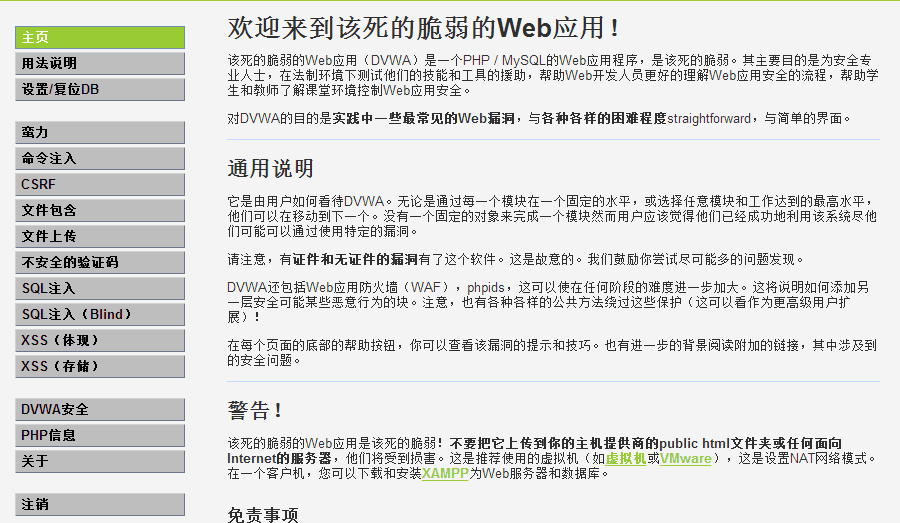 主页
用法说明
设置/复位DB
蛮力
命令注入
CSRF
文件包含
文件上传
不安全的验证码
SQL注入
SQL注入（Blind）
XSS（体现）
XSS（存储）
DVWA安全
PHP信息
关于
注销
欢迎来到该死的脆弱的Web应用！
该死的脆弱的Web应用（DVWA）是一个PHP / MySQL的Web应用程序，是该死的脆弱。其主要目的是为安全专
业人士，在法制环境下测试他们的技能和工具的援助，帮助Web开发人员更好的理解Web应用安全的流程，帮助学
生和教师了解课堂环境控制Web应用安全。
对DVWA的目的是实践中一些最常见的Web漏洞，与各种各样的困难程度straightforward，与简单的界面。
通用说明
它是由用户如何看待DVWA。无论是通过每一个模块在一个固定的水平，或选择任意模块和工作达到的最高水平，
他们可以在移动到下一个。没有一个固定的对象来完成一个模块然而用户应该觉得他们已经成功地利用该系统尽他
们可能可以通过使用特定的漏洞。
请注意，有证件和无证件的漏洞有了这个软件。这是故意的。我们鼓励你尝试尽可能多的问题发现。
DVWA还包括Web应用防火墙（WAF），phpids，这可以使在任何阶段的难度进一步加大。这将说明如何添加另
一层安全可能某些恶意行为的块。注意，也有各种各样的公共方法绕过这些保护（这可以看作为更高级用户扩
展）！
在每个页面的底部的帮助按钮，你可以查看该漏洞的提示和技巧。也有进一步的背景阅读附加的链接，其中涉及到
的安全问题。
警告！
该死的脆弱的Web应用是该死的脆弱！不要把它上传到你的主机提供商的public html文件夹或任何面向
Internet的服务器，他们将受到损害。这是推荐使用的虚拟机（如虚拟机或VMware），这是设置NAT网络模式。
在一个客户机，您可以下载和安装XAMPP为Web服务器和数据库。
免责事项